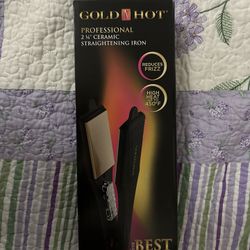 GOLD N HOT
PROFESSIONAL
2 ¼" CERAMIC
STRAIGHTENING IRON
REDUCES
FRIZZ
HIGH
HEAT
450°F
BEST